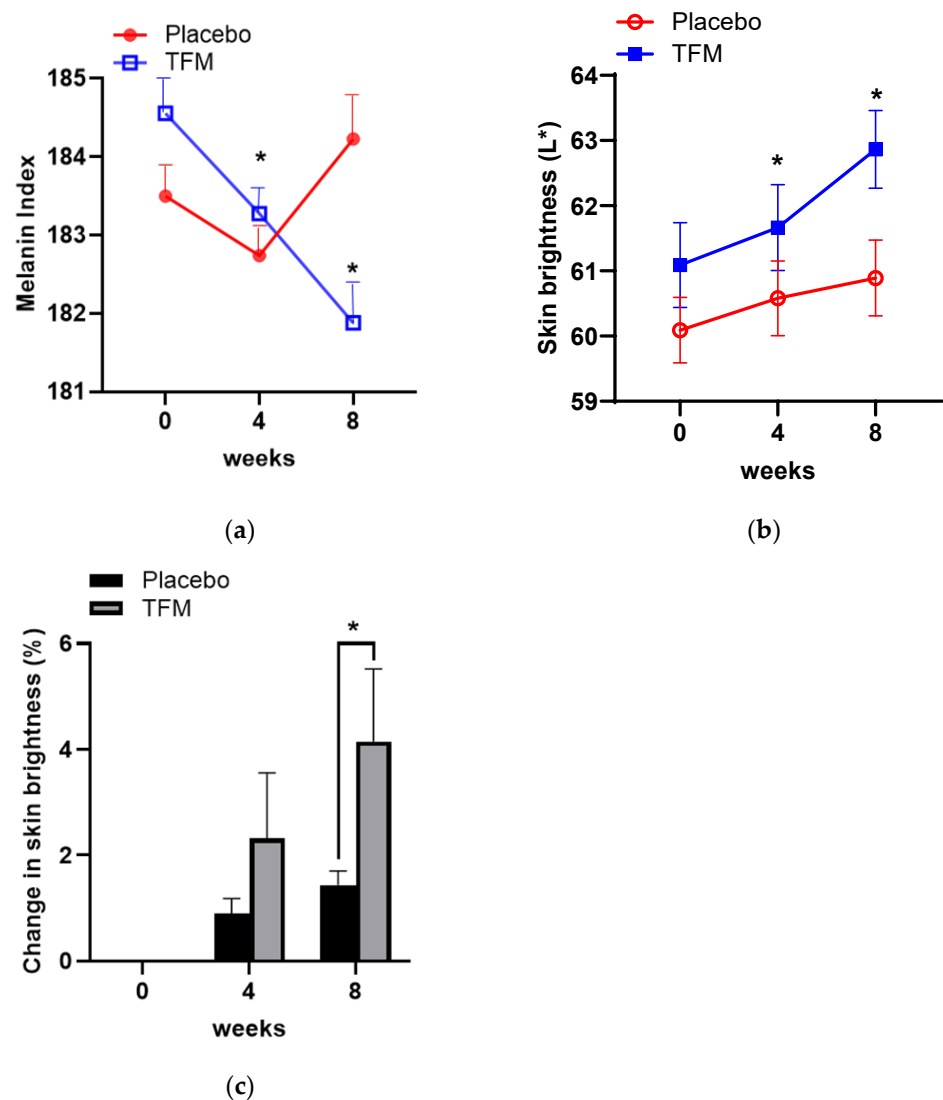 Placebo
TFM
Melanin Index
185
184
183
182
181
*
*
0 4 8
weeks
(a)
Placebo
TFM
Skin brightness (L*)
64
63
62
61
60
59
*
*
0 4 8
weeks
(b)
Placebo
TFM
Change in skin brightness (%)
6
4
2
0
*
0 4 8
weeks
(c)